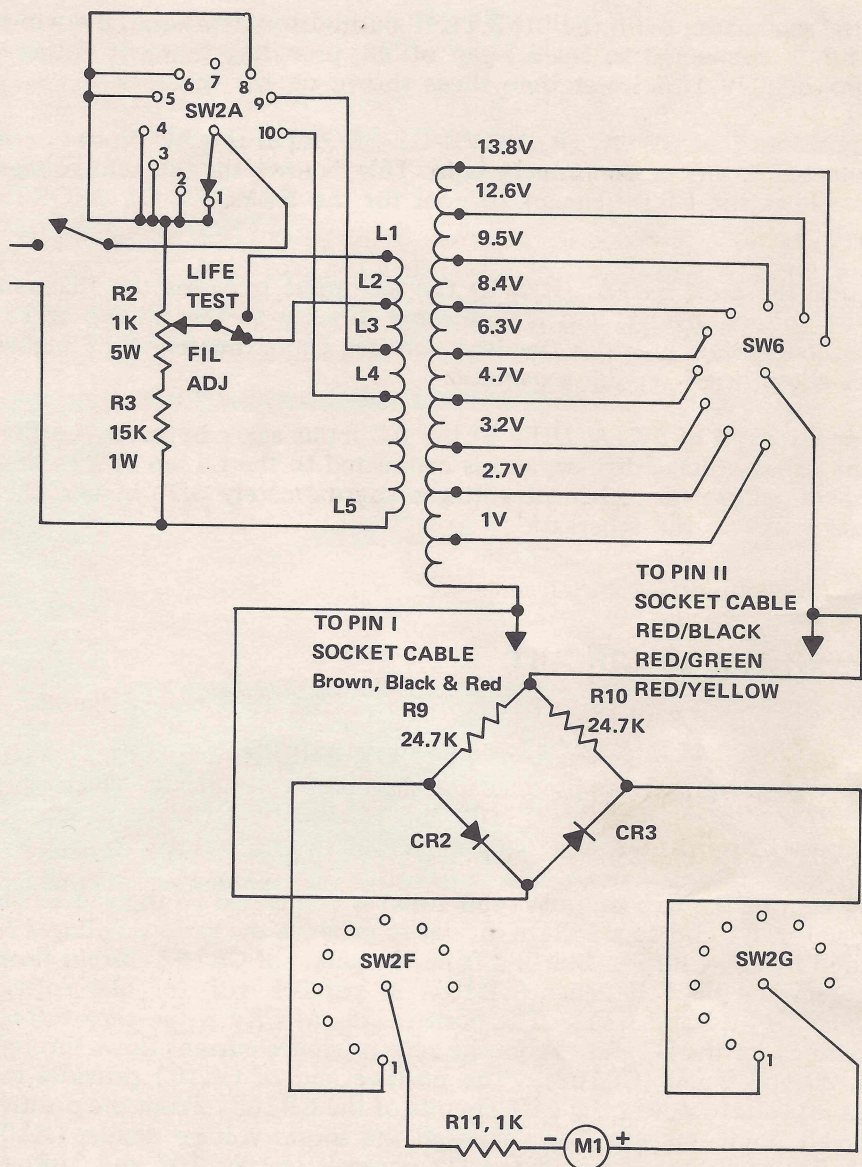 6
7
8
5
9
SW2A
4
10
3
2
1
13.8V
12.6V
L1
9.5V
LIFE
TEST
L2
8.4V
R2
1K
5W
L3
6.3V
SW6
FIL
ADJ
L4
4.7V
R3
15K
1W
3.2V
2.7V
L5
1V
TO PIN I
SOCKET CABLE
Brown, Black & Red
TO PIN II
SOCKET CABLE
RED/BLACK
RED/GREEN
RED/YELLOW
R9
24.7K
R10
24.7K
CR2
CR3
SW2F
1
SW2G
1
R11, 1K
- M1 +